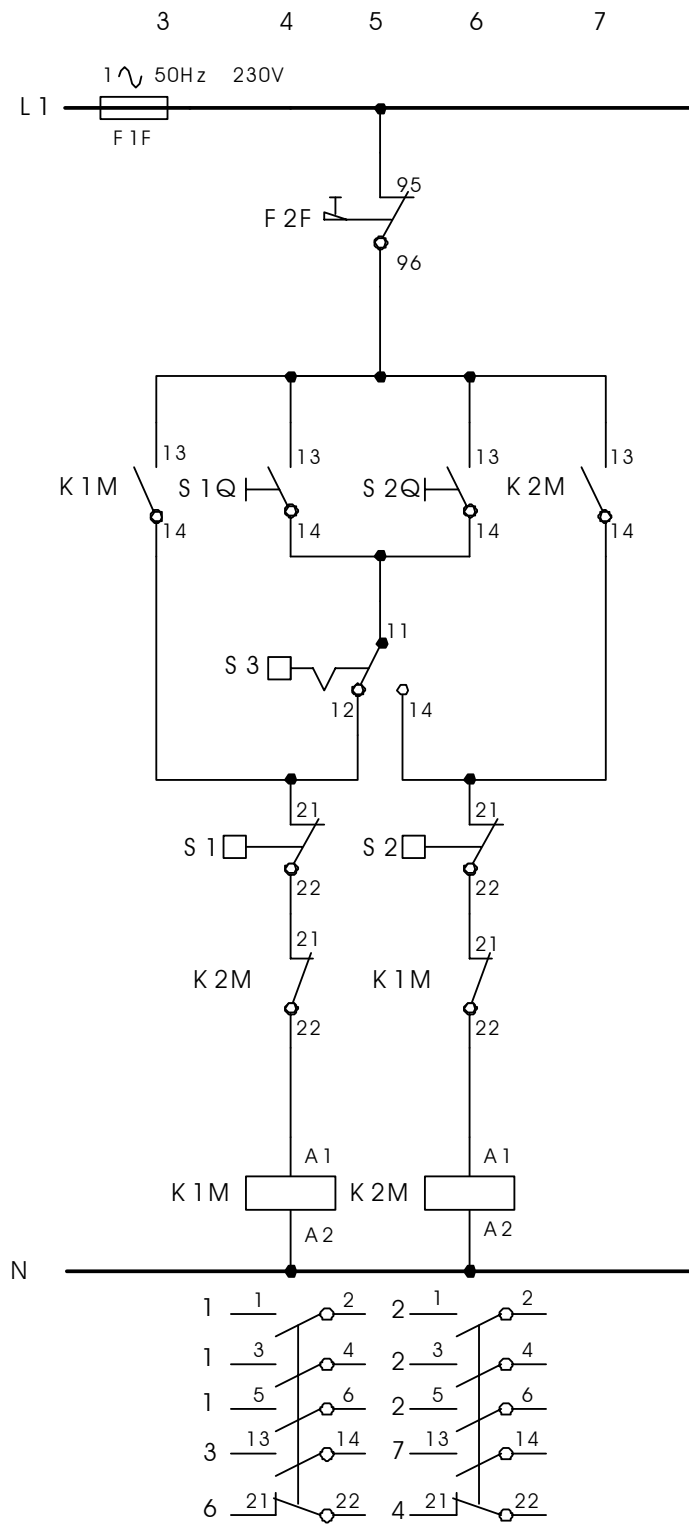 3 4 5 6 7
1 50Hz 230V
L1
F1F
95
F2F
96
13 13 13 13
K1M S1Q S2Q K2M
14 14 14 14
11
S3
12 14
21 21
S1 S2
22 22
21 21
K2M K1M
22 22
A1 A1
K1M K2M
A2 A2
N
1 1 2 2 1 2
1 3 4 2 3 4
1 5 6 2 5 6
3 13 14 7 13 14
6 21 22 4 21 22